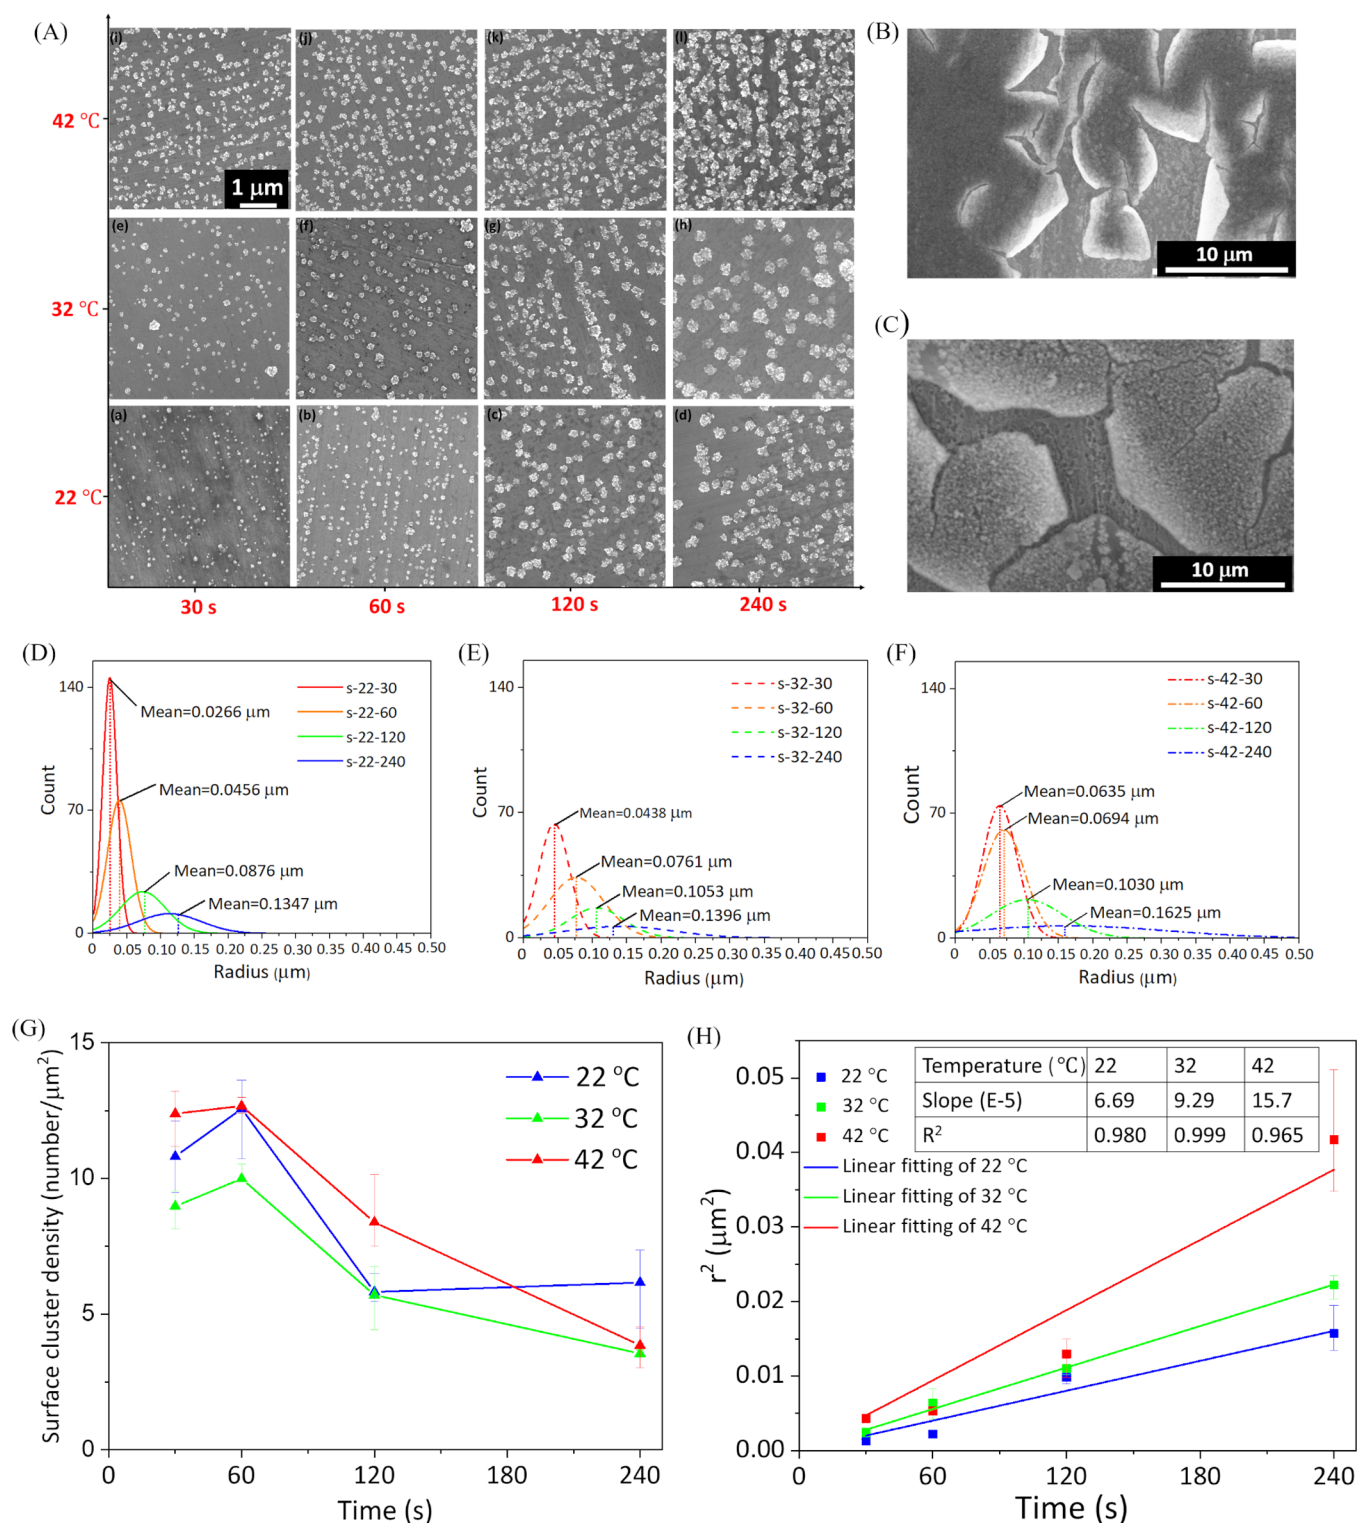 (A)
(i)
(j)
(k)
(l)
42 °C
1 μm
(e)
(f)
(g)
(h)
32 °C
(a)
(b)
(c)
(d)
22 °C
30 s
60 s
120 s
240 s
(B)
10 μm
(C)
10 μm
(D)
140
70
0
Count
s-22-30
s-22-60
s-22-120
s-22-240
Mean=0.0266 μm
Mean=0.0456 μm
Mean=0.0876 μm
Mean=0.1347 μm
0 0.05 0.10 0.15 0.20 0.25 0.30 0.35 0.40 0.45 0.50
Radius (μm)
(E)
140
70
0
Count
s-32-30
s-32-60
s-32-120
s-32-240
Mean=0.0438 μm
Mean=0.0761 μm
Mean=0.1053 μm
Mean=0.1396 μm
0 0.05 0.10 0.15 0.20 0.25 0.30 0.35 0.40 0.45 0.50
Radius (μm)
(F)
140
70
0
Count
s-42-30
s-42-60
s-42-120
s-42-240
Mean=0.0635 μm
Mean=0.0694 μm
Mean=0.1030 μm
Mean=0.1625 μm
0 0.05 0.10 0.15 0.20 0.25 0.30 0.35 0.40 0.45 0.50
Radius (μm)
(G)
15
10
5
0
Surface cluster density (number/μm²)
22 °C
32 °C
42 °C
0 60 120 180 240
Time (s)
(H)
0.05
0.04
0.03
0.02
0.01
0.00
r² (μm²)
22 °C
32 °C
42 °C
Linear fitting of 22 °C
Linear fitting of 32 °C
Linear fitting of 42 °C
Temperature (°C) 22 32 42
Slope (E-5) 6.69 9.29 15.7
R² 0.980 0.999 0.965
0 60 120 180 240
Time (s)